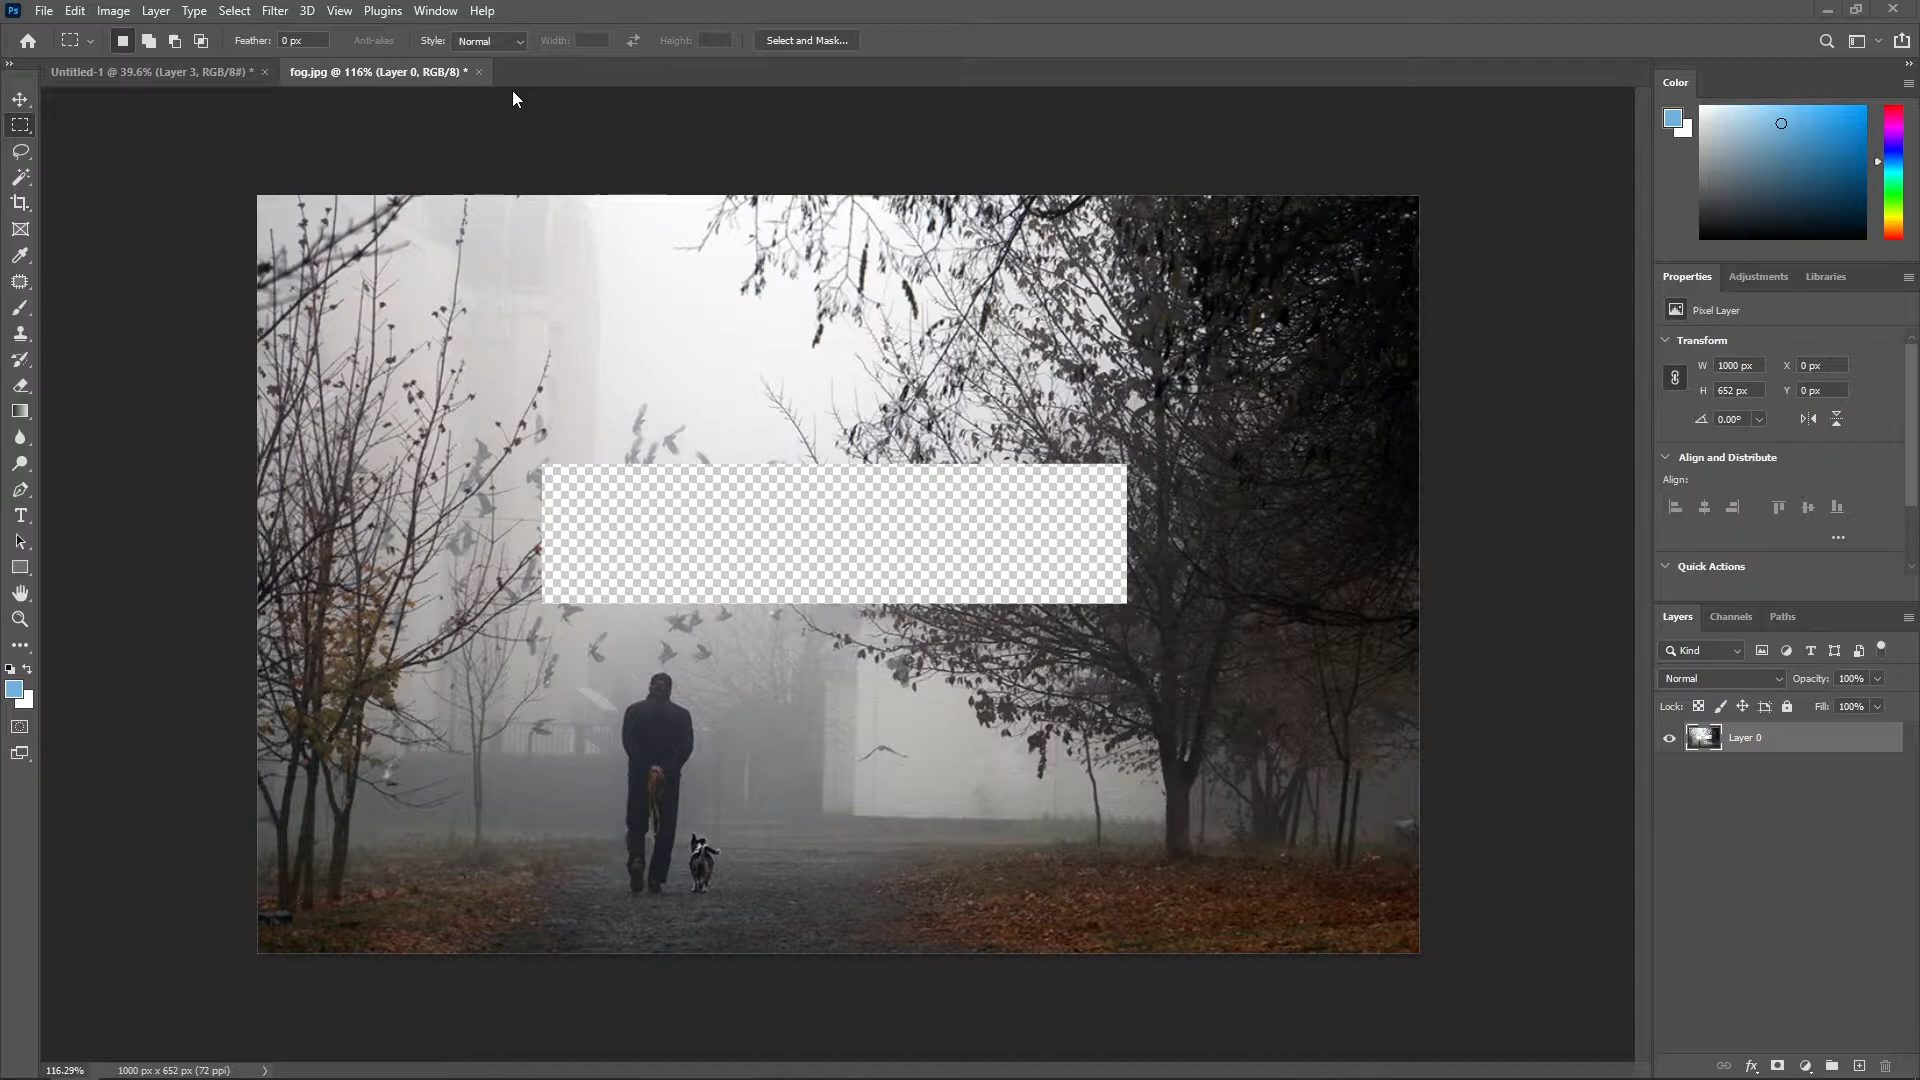 Ps File Edit Image Layer Type Select Filter 3D View Plugins Window Help
Feather: 0 px Anti-alias Style: Normal Width: Height: Select and Mask...
Untitled-1 @ 39.6% (Layer 3, RGB/8#) * × fog.jpg @ 116% (Layer 0, RGB/8) * ×
Color
Properties Adjustments Libraries
Pixel Layer
Transform
W 1000 px X 0 px
H 652 px Y 0 px
0.00°
Align and Distribute
Align:
Quick Actions
Layers Channels Paths
Kind
Normal Opacity: 100%
Lock: Fill: 100%
Layer 0
116.29% 1000 px x 652 px (72 ppi)